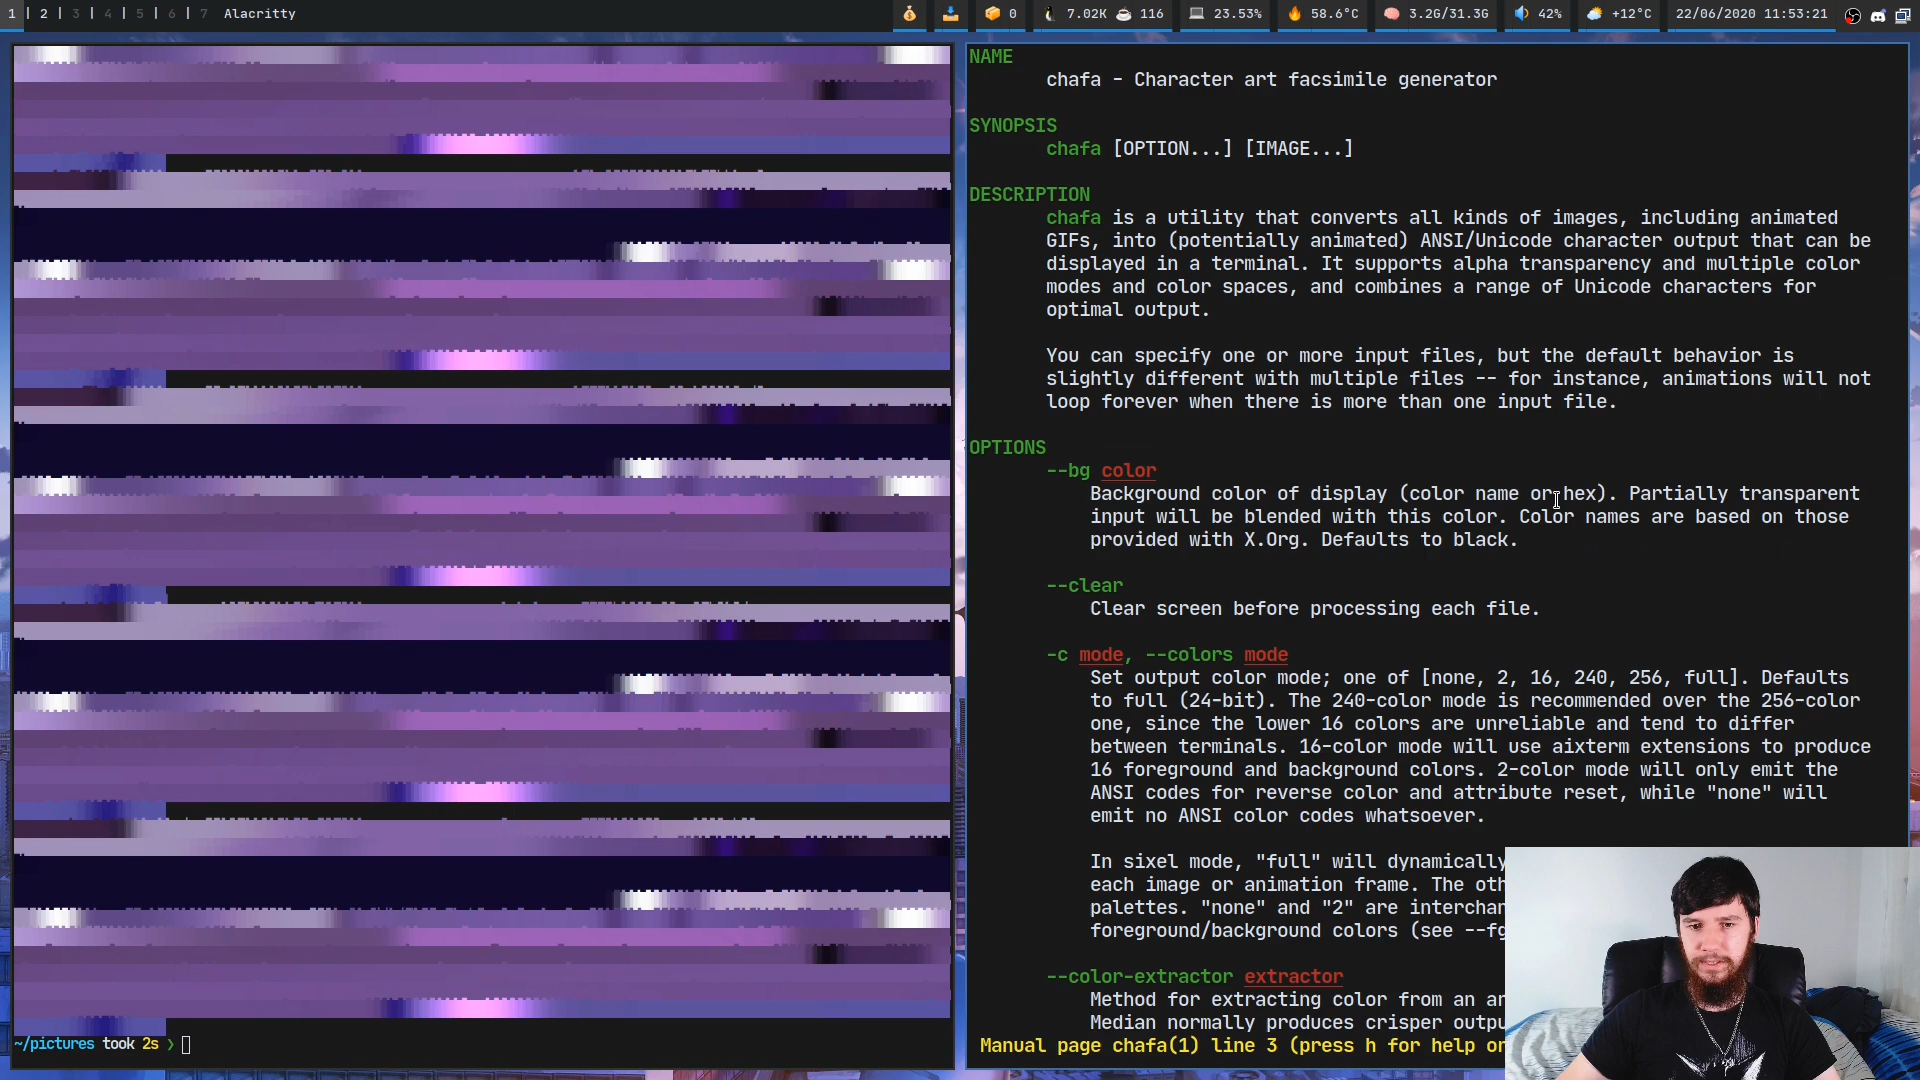 1 | 2 | 3 | 4 | 5 | 6 | 7 Alacritty
0 7.02K 116 23.53% 58.6°C 3.2G/31.3G 42% +12°C 22/06/2020 11:53:21
~/pictures took 2s ❯
NAME
chafa - Character art facsimile generator
SYNOPSIS
chafa [OPTION...] [IMAGE...]
DESCRIPTION
chafa is a utility that converts all kinds of images, including animated
GIFs, into (potentially animated) ANSI/Unicode character output that can be
displayed in a terminal. It supports alpha transparency and multiple color
modes and color spaces, and combines a range of Unicode characters for
optimal output.
You can specify one or more input files, but the default behavior is
slightly different with multiple files -- for instance, animations will not
loop forever when there is more than one input file.
OPTIONS
--bg color
Background color of display (color name or hex). Partially transparent
input will be blended with this color. Color names are based on those
provided with X.Org. Defaults to black.
--clear
Clear screen before processing each file.
-c mode, --colors mode
Set output color mode; one of [none, 2, 16, 240, 256, full]. Defaults
to full (24-bit). The 240-color mode is recommended over the 256-color
one, since the lower 16 colors are unreliable and tend to differ
between terminals. 16-color mode will use aixterm extensions to produce
16 foreground and background colors. 2-color mode will only emit the
ANSI codes for reverse color and attribute reset, while "none" will
emit no ANSI color codes whatsoever.
In sixel mode, "full" will dynamically
each image or animation frame. The oth
palettes. "none" and "2" are interchan
foreground/background colors (see --fg
--color-extractor extractor
Method for extracting color from an ar
Median normally produces crisper outpu
Manual page chafa(1) line 3 (press h for help or